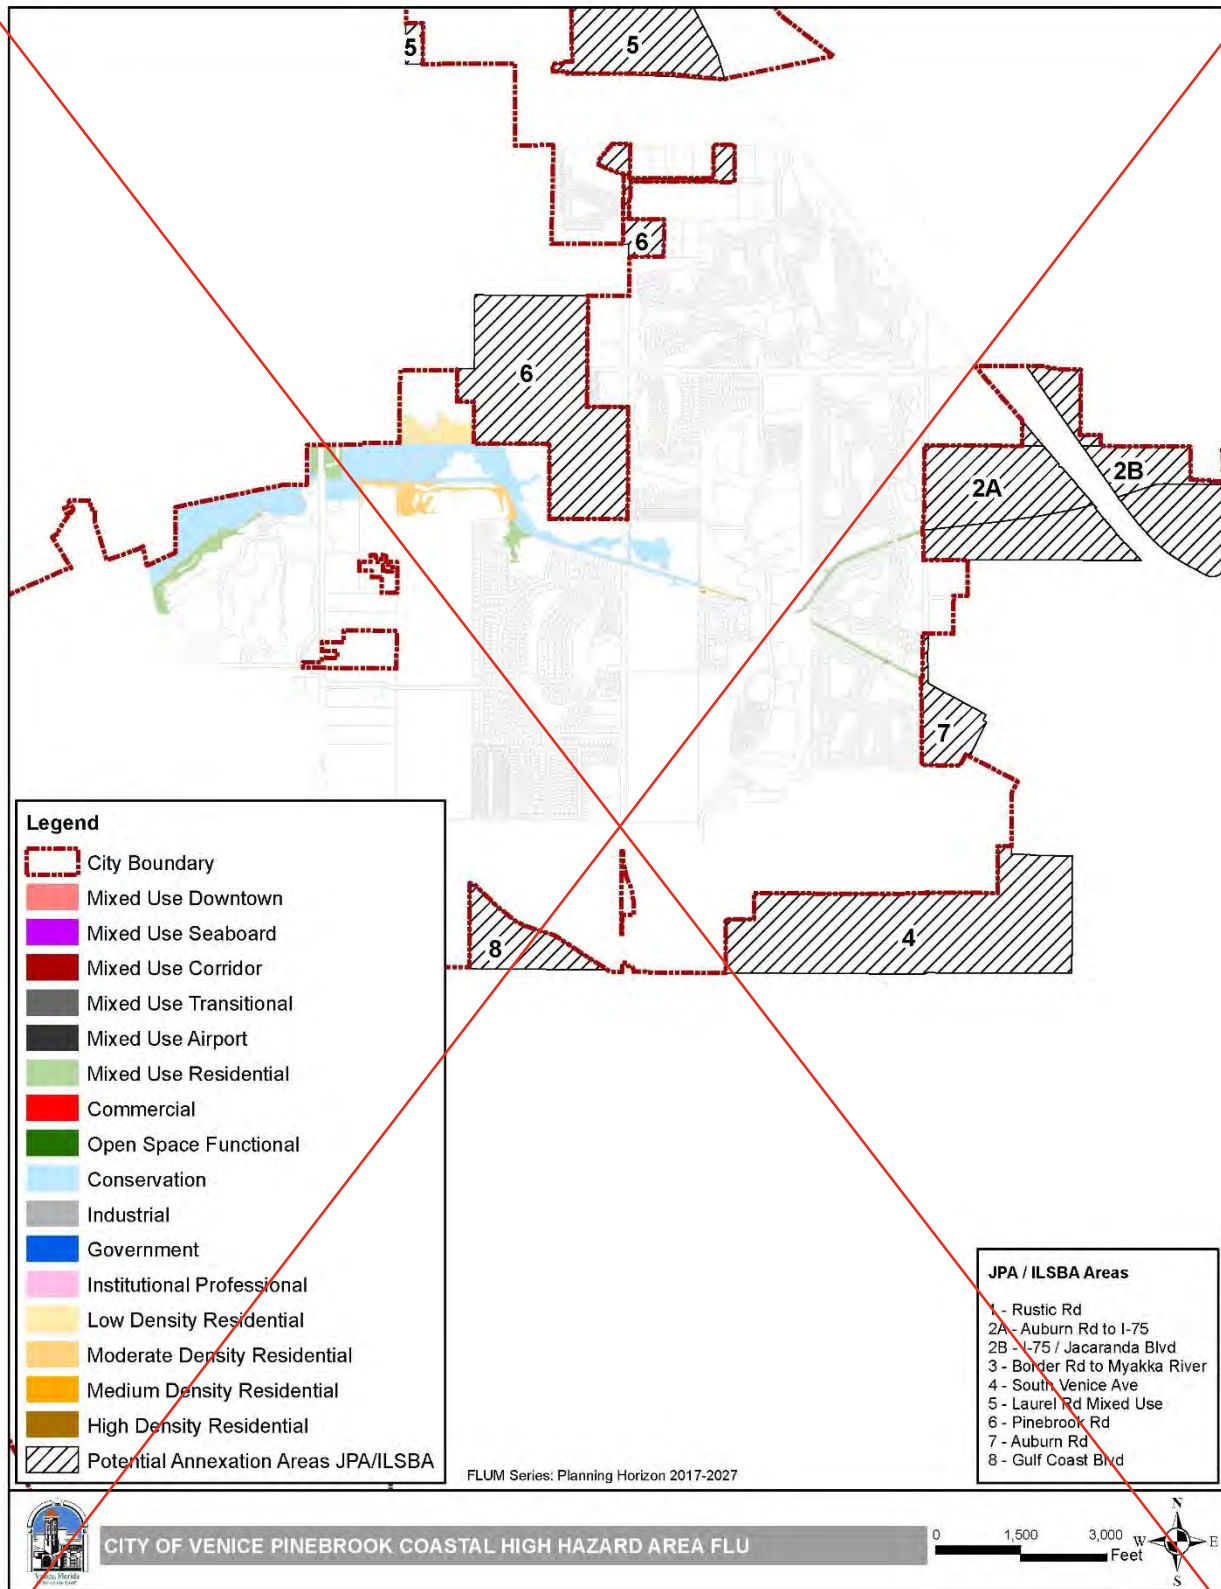 5
5
6
6
2A
2B
7
8
4
Legend
City Boundary
Mixed Use Downtown
Mixed Use Seaboard
Mixed Use Corridor
Mixed Use Transitional
Mixed Use Airport
Mixed Use Residential
Commercial
Open Space Functional
Conservation
Industrial
Government
Institutional Professional
Low Density Residential
Moderate Density Residential
Medium Density Residential
High Density Residential
Potential Annexation Areas JPA/ILSBA
FLUM Series: Planning Horizon 2017-2027
JPA / ILSBA Areas
1 - Rustic Rd
2A - Auburn Rd to I-75
2B - I-75 / Jacaranda Blvd
3 - Border Rd to Myakka River
4 - South Venice Ave
5 - Laurel Rd Mixed Use
6 - Pinebrook Rd
7 - Auburn Rd
8 - Gulf Coast Blvd
Venice, Florida
CITY OF VENICE PINEBROOK COASTAL HIGH HAZARD AREA FLU
0 1,500 3,000
Feet
N
W E
S